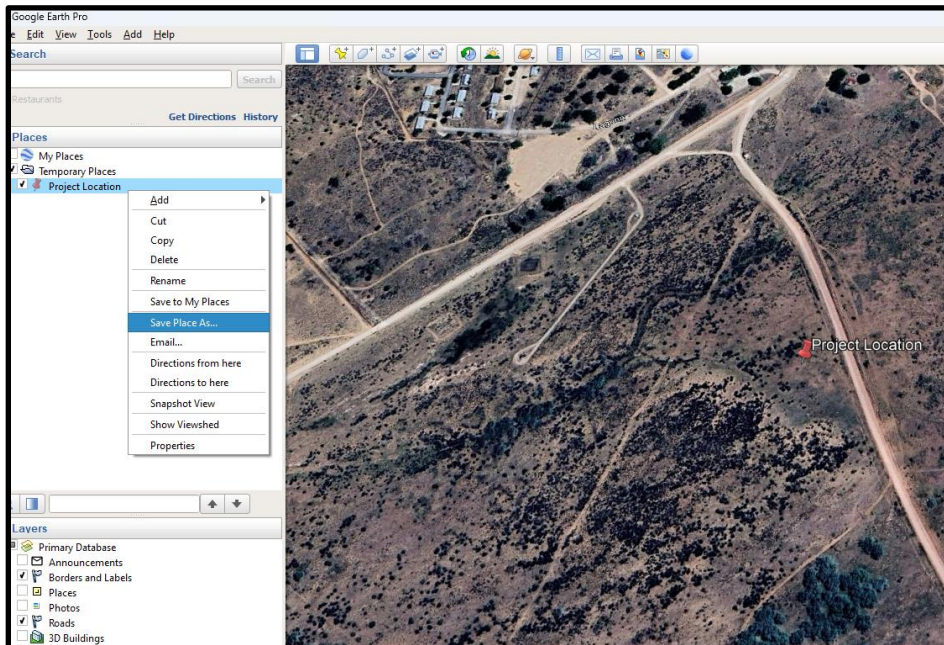 Google Earth Pro
Edit View Tools Add Help
Search
Search
Restaurants
Get Directions History
Places
My Places
Temporary Places
Project Location
Add
Cut
Copy
Delete
Rename
Save to My Places
Save Place As...
Email...
Directions from here
Directions to here
Snapshot View
Show Viewshed
Properties
Project Location
Layers
Primary Database
Announcements
Borders and Labels
Places
Photos
Roads
3D Buildings